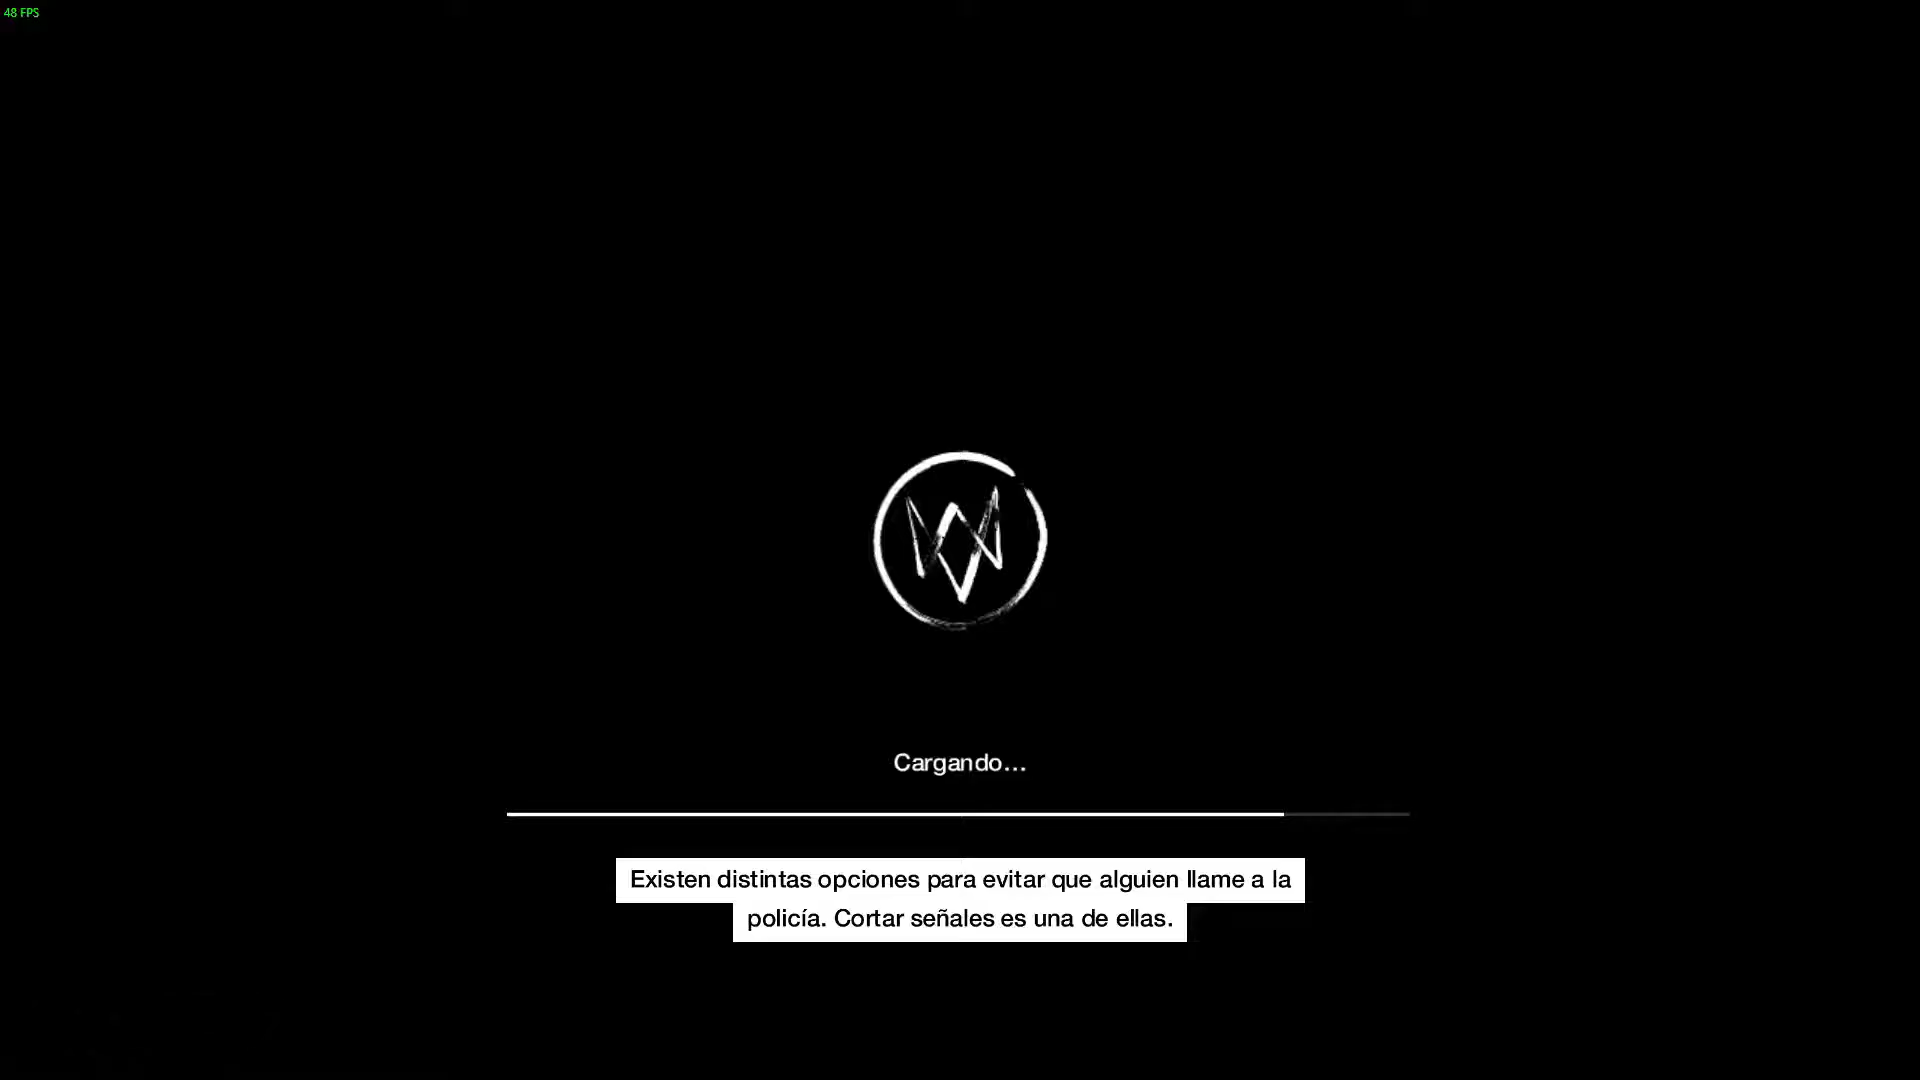 48 FPS
Cargando...
Existen distintas opciones para evitar que alguien llame a la
policía. Cortar señales es una de ellas.